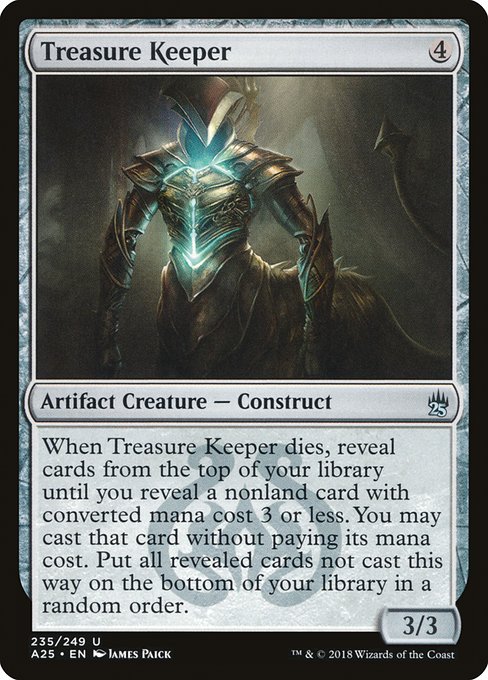 Treasure Keeper
4
Artifact Creature — Construct
25
When Treasure Keeper dies, reveal
cards from the top of your library
until you reveal a nonland card with
converted mana cost 3 or less. You may
cast that card without paying its mana
cost. Put all revealed cards not cast this
way on the bottom of your library in a
random order.
3/3
235/249 U
A25 • EN James Paick
™ & © 2018 Wizards of the Coast